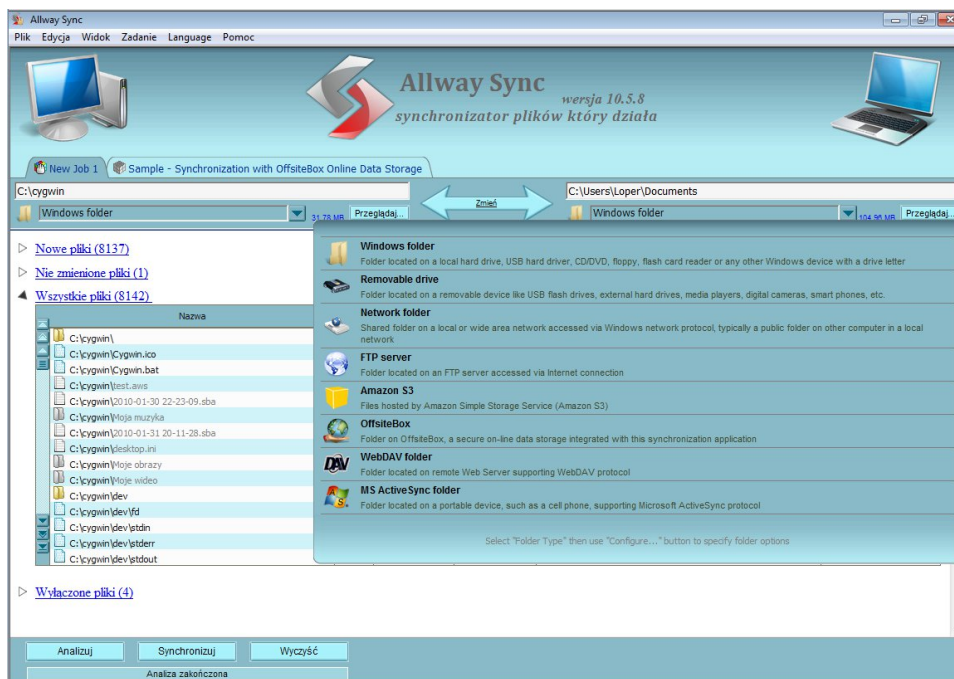 Allway Sync
Plik Edycja Widok Zadanie Language Pomoc
Allway Sync
wersja 10.5.8
synchronizator plików który działa
New Job 1 Sample - Synchronization with OffsiteBox Online Data Storage
C:\cygwin Zmień C:\Users\Loper\Documents
Windows folder 31.78 MB Przeglądaj... Windows folder 104.96 MB Przeglądaj...
Nowe pliki (8137)
Nie zmienione pliki (1)
Wszystkie pliki (8142)
Nazwa
C:\cygwin\
C:\cygwin\Cygwin.ico
C:\cygwin\Cygwin.bat
C:\cygwin\test.aws
C:\cygwin\2010-01-30 22-23-09.sba
C:\cygwin\Moja muzyka
C:\cygwin\2010-01-31 20-11-28.sba
C:\cygwin\desktop.ini
C:\cygwin\Moje obrazy
C:\cygwin\Moje wideo
C:\cygwin\dev
C:\cygwin\dev\fd
C:\cygwin\dev\stdin
C:\cygwin\dev\stderr
C:\cygwin\dev\stdout
Windows folder
Folder located on a local hard drive, USB hard driver, CD/DVD, floppy, flash card reader or any other Windows device with a drive letter
Removable drive
Folder located on a removable device like USB flash drives, external hard drives, media players, digital cameras, smart phones, etc.
Network folder
Shared folder on a local or wide area network accessed via Windows network protocol, typically a public folder on other computer in a local
network
FTP server
Folder located on an FTP server accessed via Internet connection
Amazon S3
Files hosted by Amazon Simple Storage Service (Amazon S3)
OffsiteBox
Folder on OffsiteBox, a secure on-line data storage integrated with this synchronization application
DAV
WebDAV folder
Folder located on remote Web Server supporting WebDAV protocol
MS ActiveSync folder
Folder located on a portable device, such as a cell phone, supporting Microsoft ActiveSync protocol
Select "Folder Type" then use "Configure..." button to specify folder options
Wyłączone pliki (4)
Analizuj Synchronizuj Wyczyść
Analiza zakończona